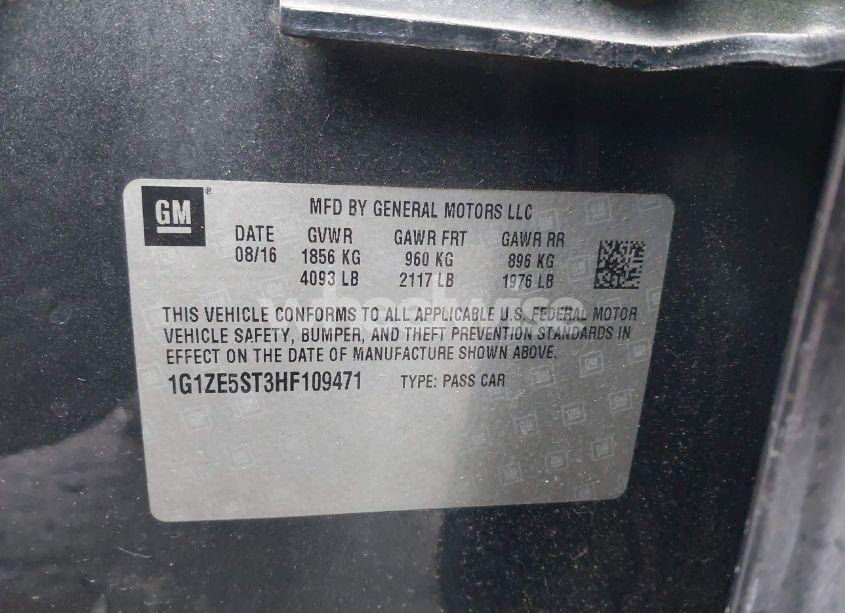 GM ®
MFD BY GENERAL MOTORS LLC
DATE GVWR GAWR FRT GAWR RR
08/16 1856 KG 960 KG 896 KG
4093 LB 2117 LB 1976 LB
THIS VEHICLE CONFORMS TO ALL APPLICABLE U.S. FEDERAL MOTOR
VEHICLE SAFETY, BUMPER, AND THEFT PREVENTION STANDARDS IN
EFFECT ON THE DATE OF MANUFACTURE SHOWN ABOVE.
1G1ZE5ST3HF109471 TYPE: PASS CAR